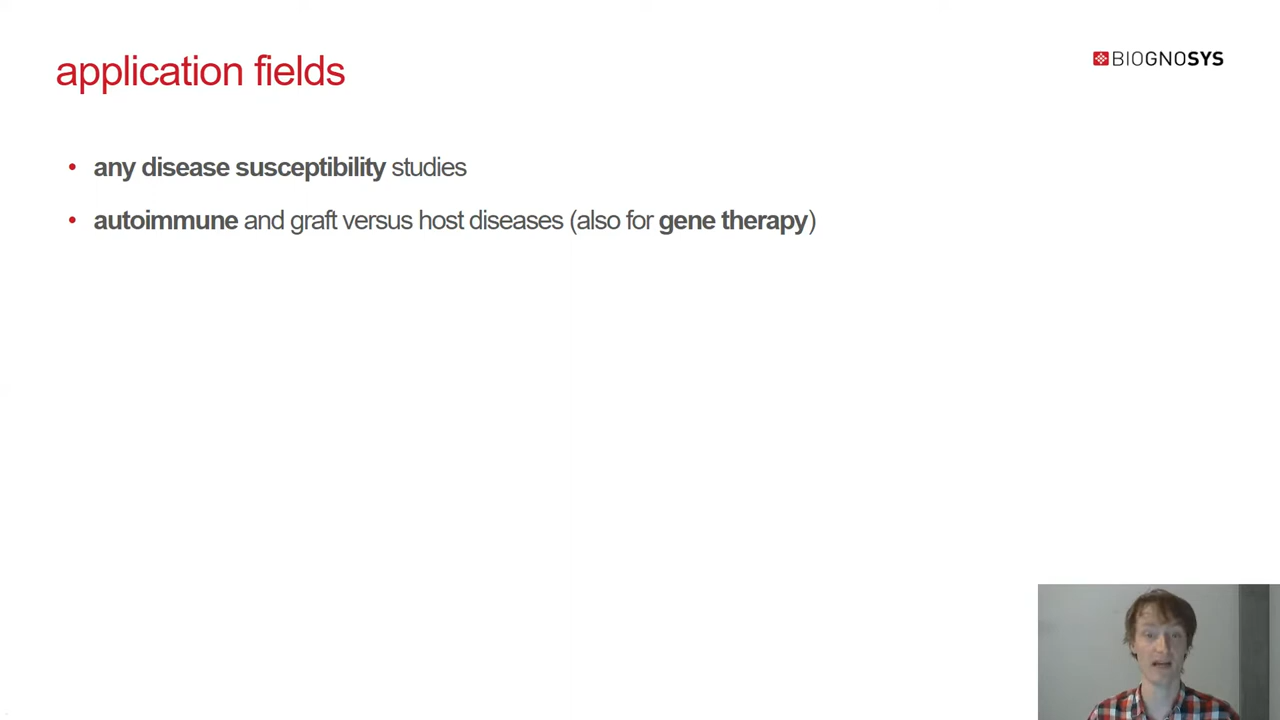 application fields
BIOGNOSYS
• any disease susceptibility studies
• autoimmune and graft versus host diseases (also for gene therapy)